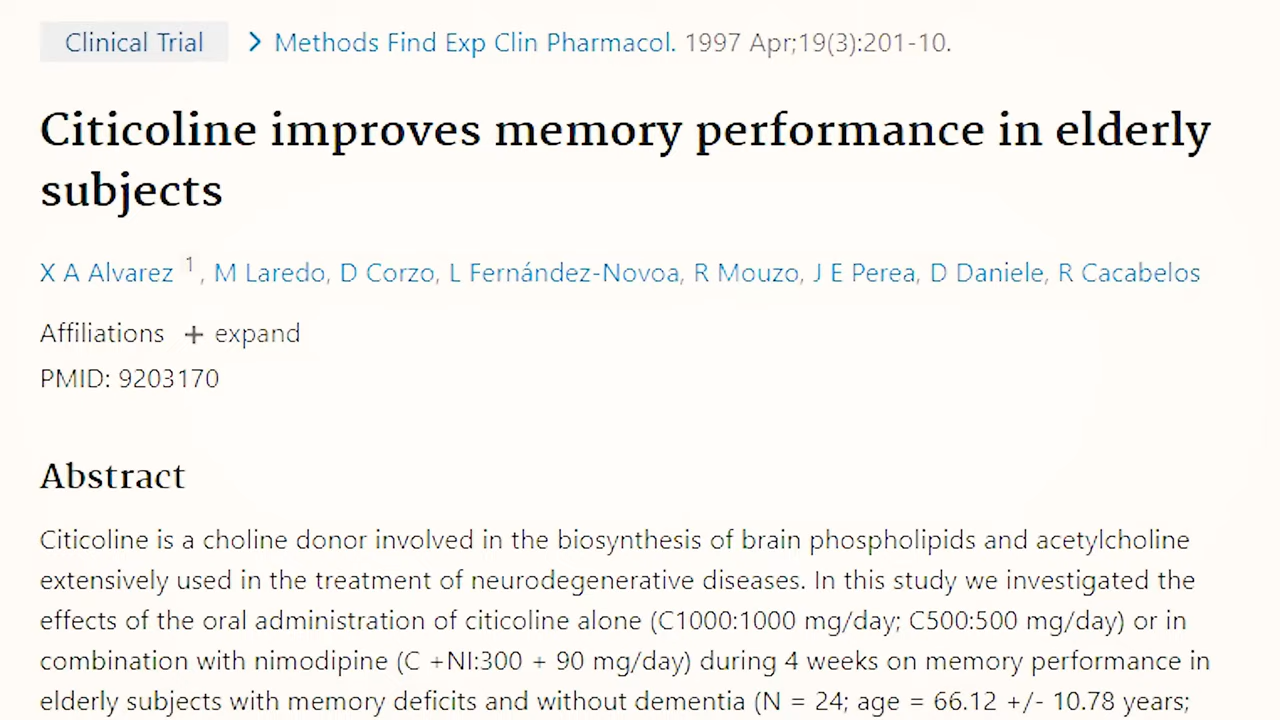 Clinical Trial > Methods Find Exp Clin Pharmacol. 1997 Apr;19(3):201-10.
Citicoline improves memory performance in elderly
subjects
X A Alvarez 1, M Laredo, D Corzo, L Fernández-Novoa, R Mouzo, J E Perea, D Daniele, R Cacabelos
Affiliations + expand
PMID: 9203170
Abstract
Citicoline is a choline donor involved in the biosynthesis of brain phospholipids and acetylcholine
extensively used in the treatment of neurodegenerative diseases. In this study we investigated the
effects of the oral administration of citicoline alone (C1000:1000 mg/day; C500:500 mg/day) or in
combination with nimodipine (C +NI:300 + 90 mg/day) during 4 weeks on memory performance in
elderly subjects with memory deficits and without dementia (N = 24; age = 66.12 +/- 10.78 years;